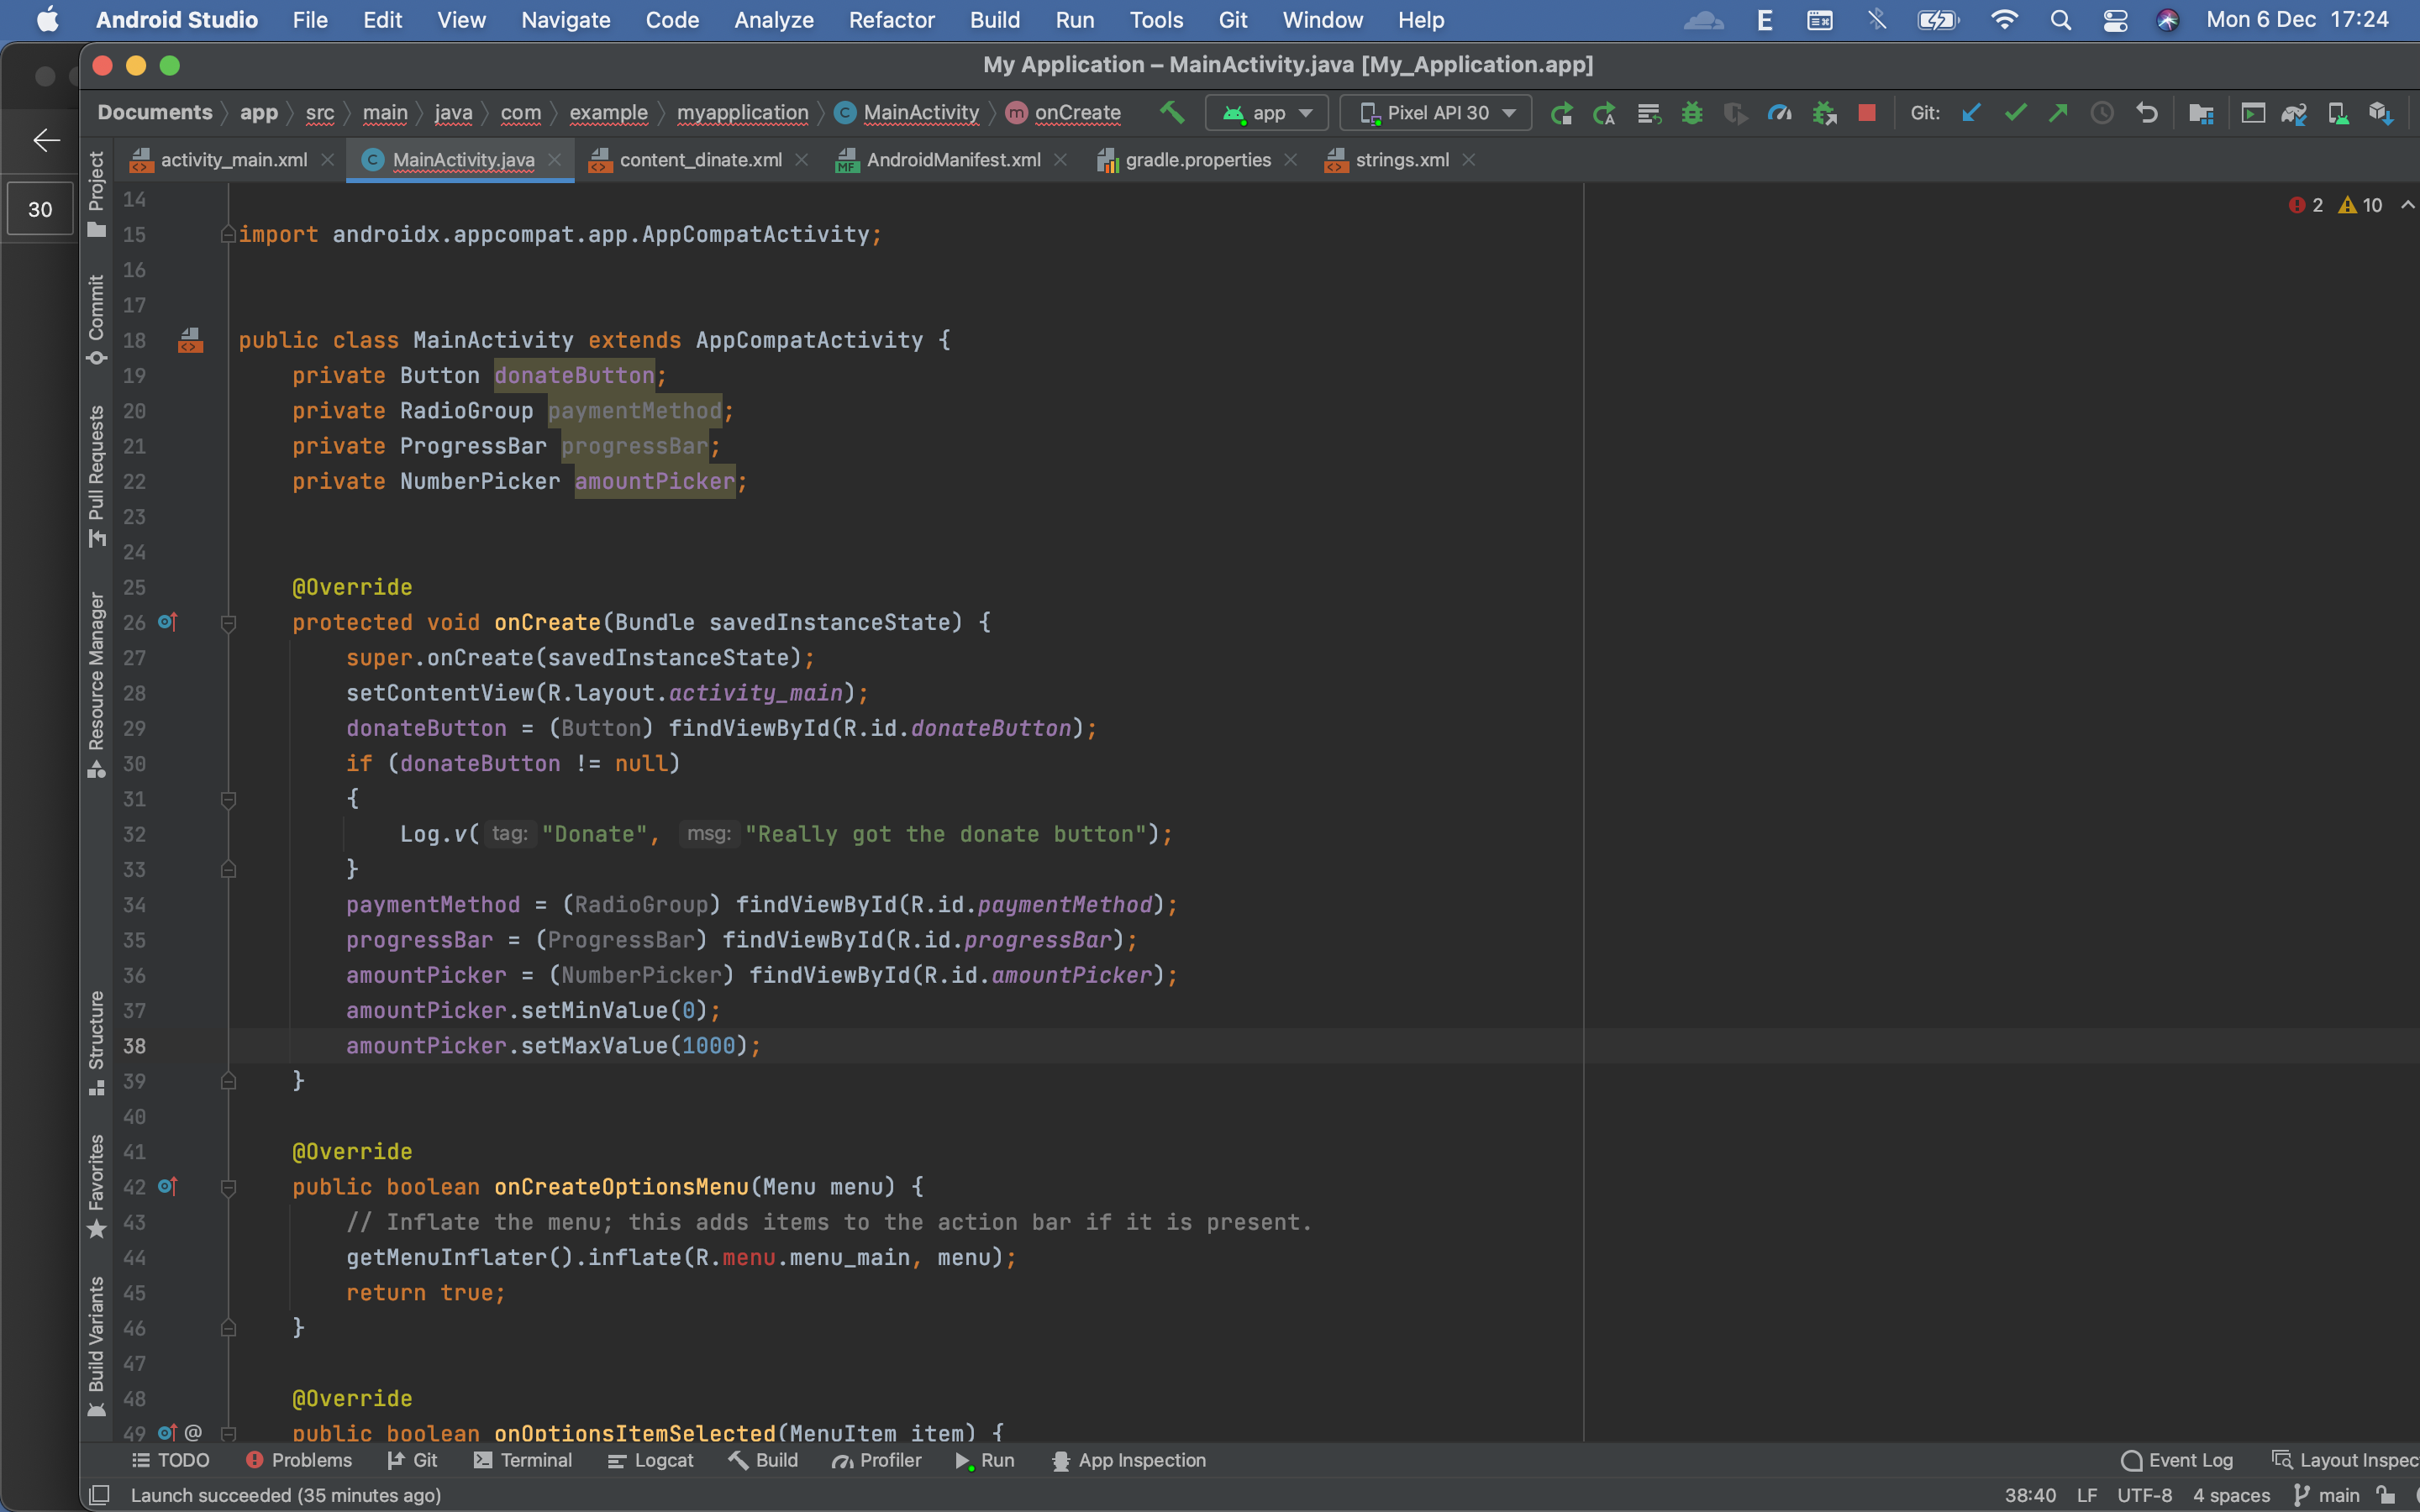 Android Studio File Edit View Navigate Code Analyze Refactor Build Run Tools Git Window Help E Mon 6 Dec 17:24
My Application – MainActivity.java [My_Application.app]
Documents app src main java com example myapplication C MainActivity m onCreate app Pixel API 30 Git:
activity_main.xml C MainActivity.java content_dinate.xml MF AndroidManifest.xml gradle.properties strings.xml
30
Project
Commit
Pull Requests
Resource Manager
Structure
Favorites
Build Variants
2 10
14
15 import androidx.appcompat.app.AppCompatActivity;
16
17
18 public class MainActivity extends AppCompatActivity {
19 private Button donateButton;
20 private RadioGroup paymentMethod;
21 private ProgressBar progressBar;
22 private NumberPicker amountPicker;
23
24
25 @Override
26 protected void onCreate(Bundle savedInstanceState) {
27 super.onCreate(savedInstanceState);
28 setContentView(R.layout.activity_main);
29 donateButton = (Button) findViewById(R.id.donateButton);
30 if (donateButton != null)
31 {
32 Log.v( tag: "Donate", msg: "Really got the donate button");
33 }
34 paymentMethod = (RadioGroup) findViewById(R.id.paymentMethod);
35 progressBar = (ProgressBar) findViewById(R.id.progressBar);
36 amountPicker = (NumberPicker) findViewById(R.id.amountPicker);
37 amountPicker.setMinValue(0);
38 amountPicker.setMaxValue(1000);
39 }
40
41 @Override
42 public boolean onCreateOptionsMenu(Menu menu) {
43 // Inflate the menu; this adds items to the action bar if it is present.
44 getMenuInflater().inflate(R.menu.menu_main, menu);
45 return true;
46 }
47
48 @Override
49 @ public boolean onOptionsItemSelected(MenuItem item) {
TODO Problems Git Terminal Logcat Build Profiler Run App Inspection Event Log Layout Inspec
Launch succeeded (35 minutes ago) 38:40 LF UTF-8 4 spaces main